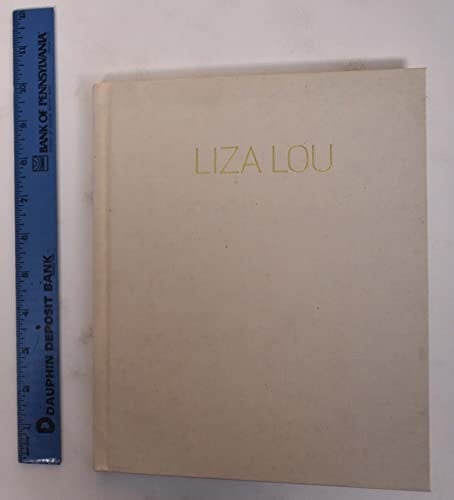 LIZA LOU
BANK OF PENNSYLVANIA
DAUPHIN DEPOSIT BANK